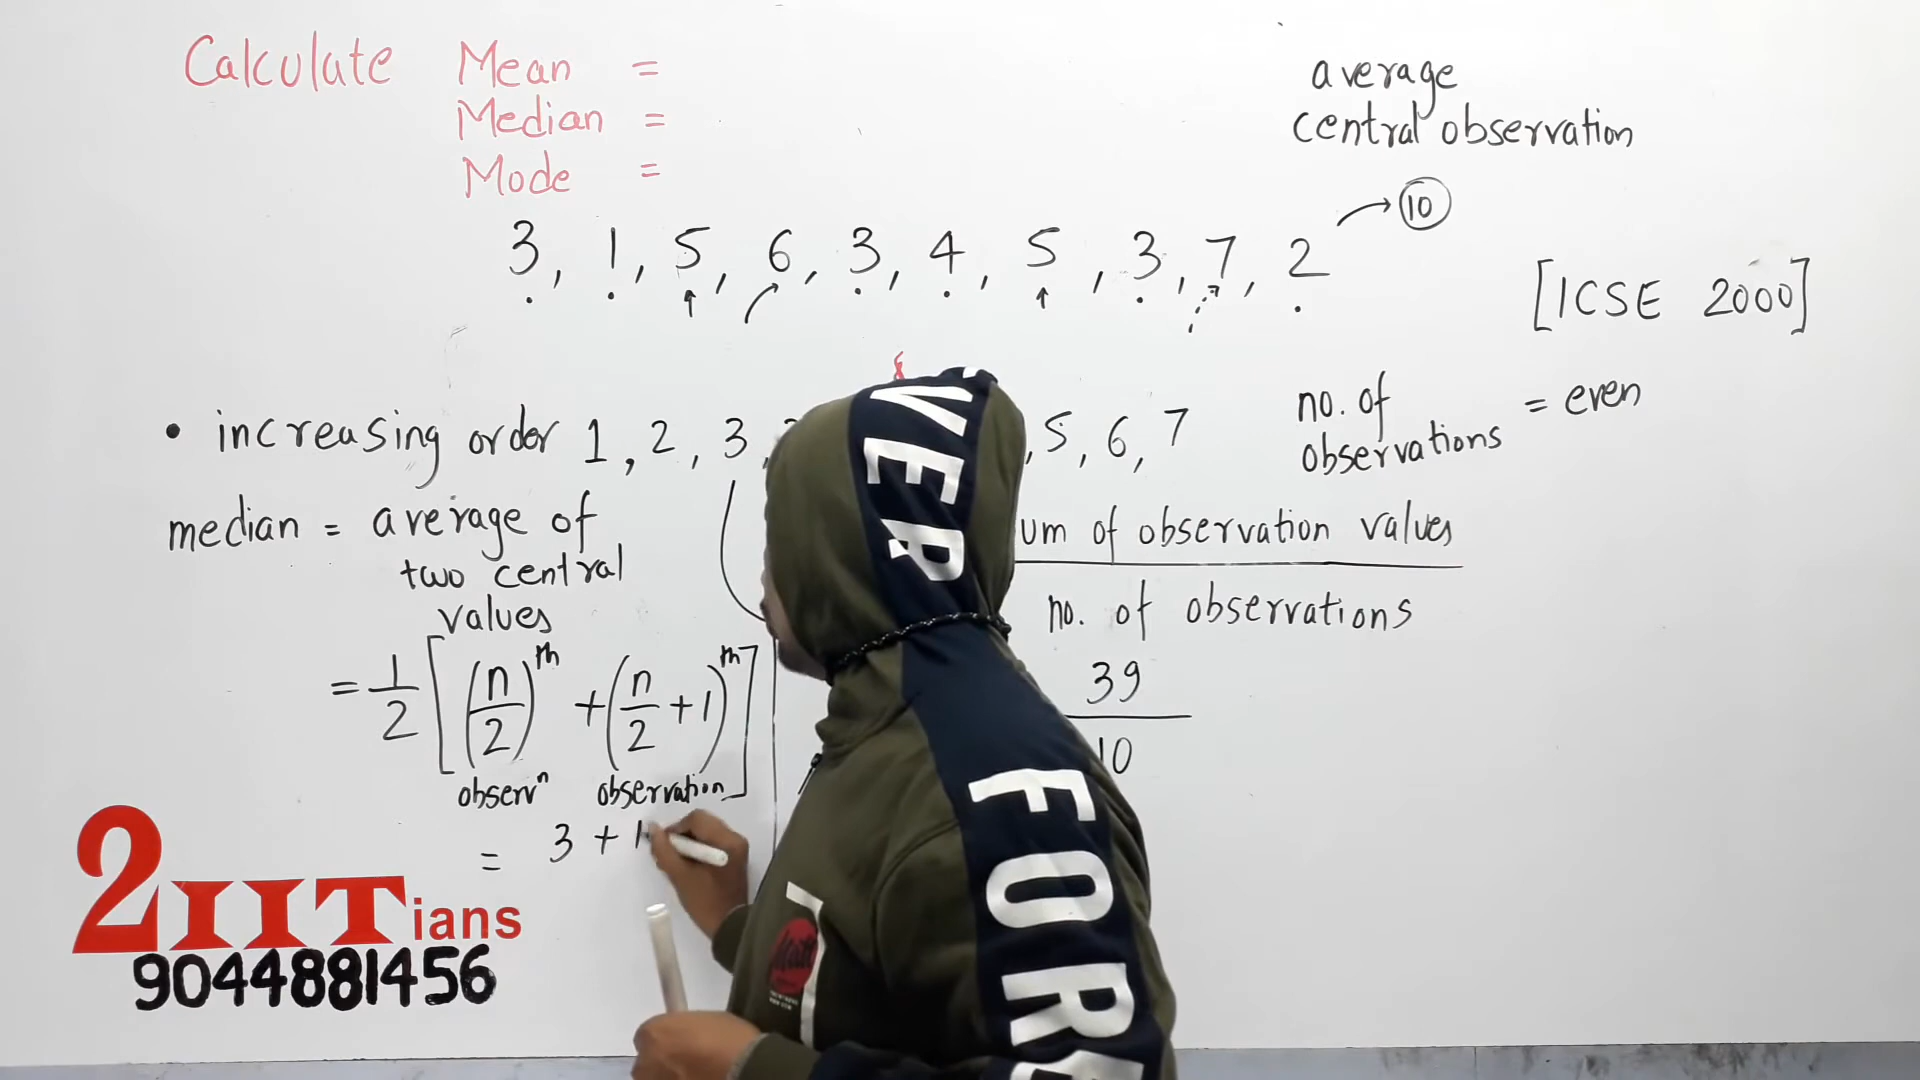 Calculate Mean =
Median =
Mode =
average
central observation
3, 1, 5, 6, 3, 4, 5, 3, 7, 2 → 10
[ICSE 2000]
• increasing order 1, 2, 3, , 5, 6, 7
no. of observations = even
median = average of
two central
values
um of observation values
no. of observations
= 1/2 [(n/2)th + (n/2 + 1)th]
observn observation
39
10
= 3 +
2IITians
9044881456
VER
FOR